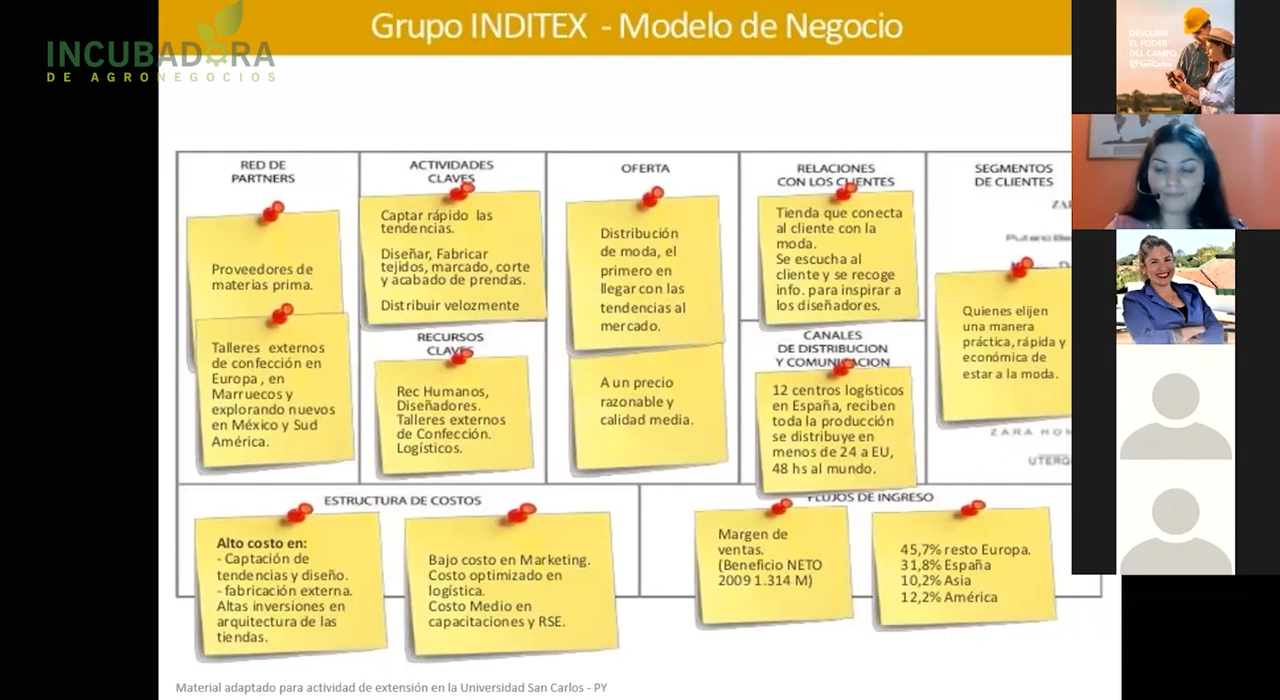 Grupo INDITEX - Modelo de Negocio
INCUBADORA
DE AGRONEGOCIOS
DESCUBRÍ
EL PODER
DEL CAMPO
SanCarlos
RED DE
PARTNERS
Proveedores de
materias prima.
Talleres externos
de confección en
Europa , en
Marruecos y
explorando nuevos
en México y Sud
América.
ACTIVIDADES
CLAVES
Captar rápido las
tendencias.
Diseñar, Fabricar
tejidos, marcado, corte
y acabado de prendas.
Distribuir velozmente
RECURSOS
CLAVES
Rec Humanos,
Diseñadores.
Talleres externos
de Confección.
Logísticos.
OFERTA
Distribución
de moda, el
primero en
llegar con las
tendencias al
mercado.
A un precio
razonable y
calidad media.
RELACIONES
CON LOS CLIENTES
Tienda que conecta
al cliente con la
moda.
Se escucha al
cliente y se recoge
info. para inspirar a
los diseñadores.
CANALES
DE DISTRIBUCION
Y COMUNICACION
12 centros logísticos
en España, reciben
toda la producción
se distribuye en
menos de 24 a EU,
48 hs al mundo.
SEGMENTOS
DE CLIENTES
Quienes elijen
una manera
práctica, rápida y
económica de
estar a la moda.
ZARA HOM
UTERQ
ESTRUCTURA DE COSTOS
Alto costo en:
- Captación de
tendencias y diseño.
- fabricación externa.
Altas inversiones en
arquitectura de las
tiendas.
Bajo costo en Marketing.
Costo optimizado en
logística.
Costo Medio en
capacitaciones y RSE.
FLUJOS DE INGRESO
Margen de
ventas.
(Beneficio NETO
2009 1.314 M)
45,7% resto Europa.
31,8% España
10,2% Asia
12,2% América
Material adaptado para actividad de extensión en la Universidad San Carlos - PY